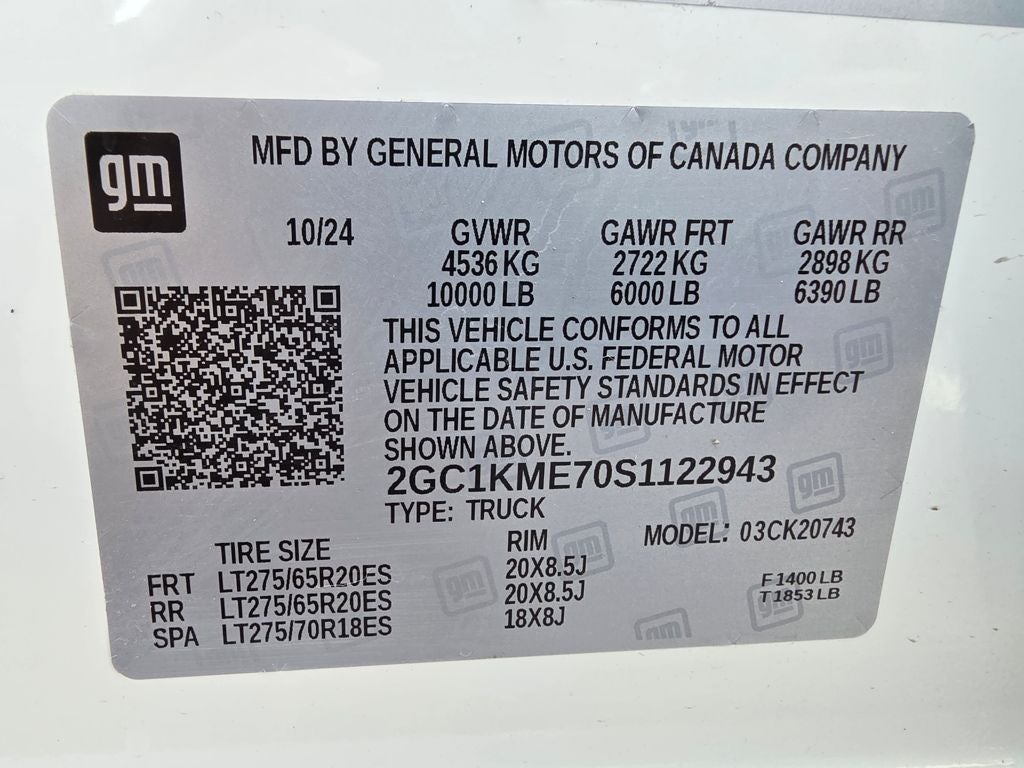 gm
MFD BY GENERAL MOTORS OF CANADA COMPANY
10/24 GVWR GAWR FRT GAWR RR
4536 KG 2722 KG 2898 KG
10000 LB 6000 LB 6390 LB
THIS VEHICLE CONFORMS TO ALL
APPLICABLE U.S. FEDERAL MOTOR
VEHICLE SAFETY STANDARDS IN EFFECT
ON THE DATE OF MANUFACTURE
SHOWN ABOVE.
2GC1KME70S1122943
TYPE: TRUCK
MODEL: 03CK20743
TIRE SIZE RIM
FRT LT275/65R20ES 20X8.5J
RR LT275/65R20ES 20X8.5J
SPA LT275/70R18ES 18X8J
F1400 LB
T1853 LB